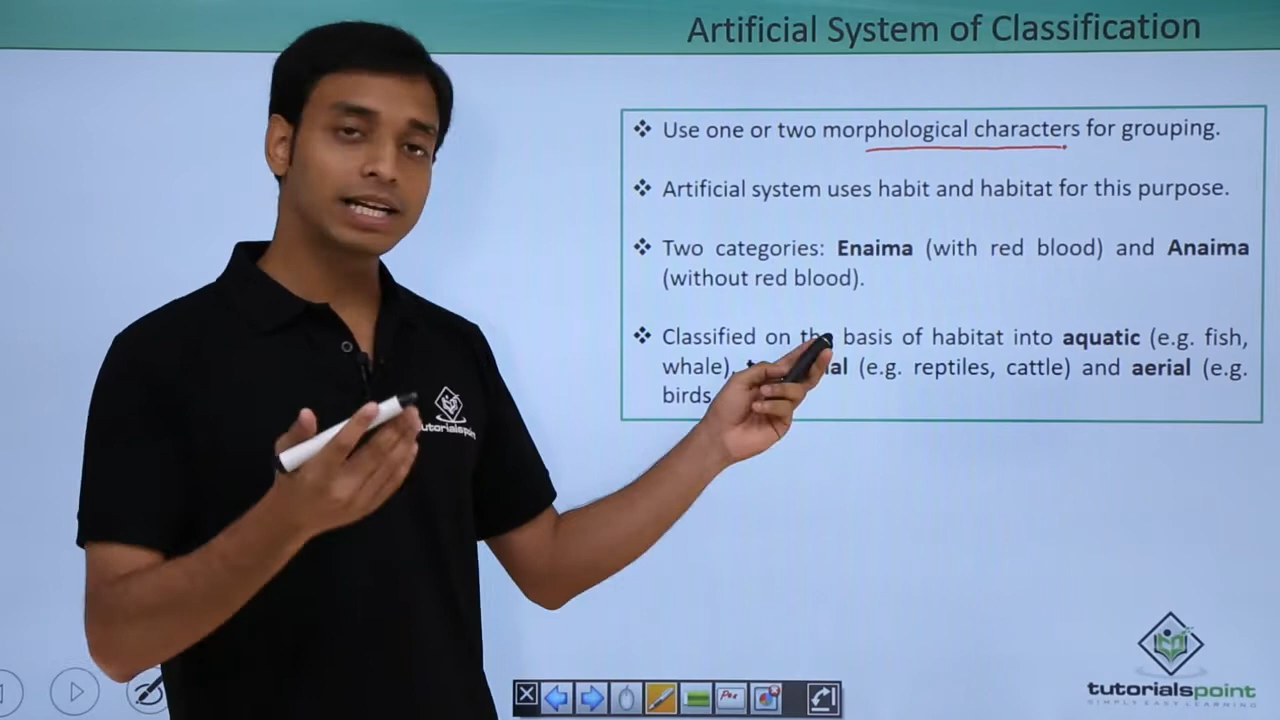 Artificial System of Classification
❖ Use one or two morphological characters for grouping.
❖ Artificial system uses habit and habitat for this purpose.
❖ Two categories: Enaima (with red blood) and Anaima
(without red blood).
❖ Classified on the basis of habitat into aquatic (e.g. fish,
whale), (e.g. reptiles, cattle) and aerial (e.g.
birds
tutorialspoint
Pen
tutorialspoint
SIMPLY EASY LEARNING